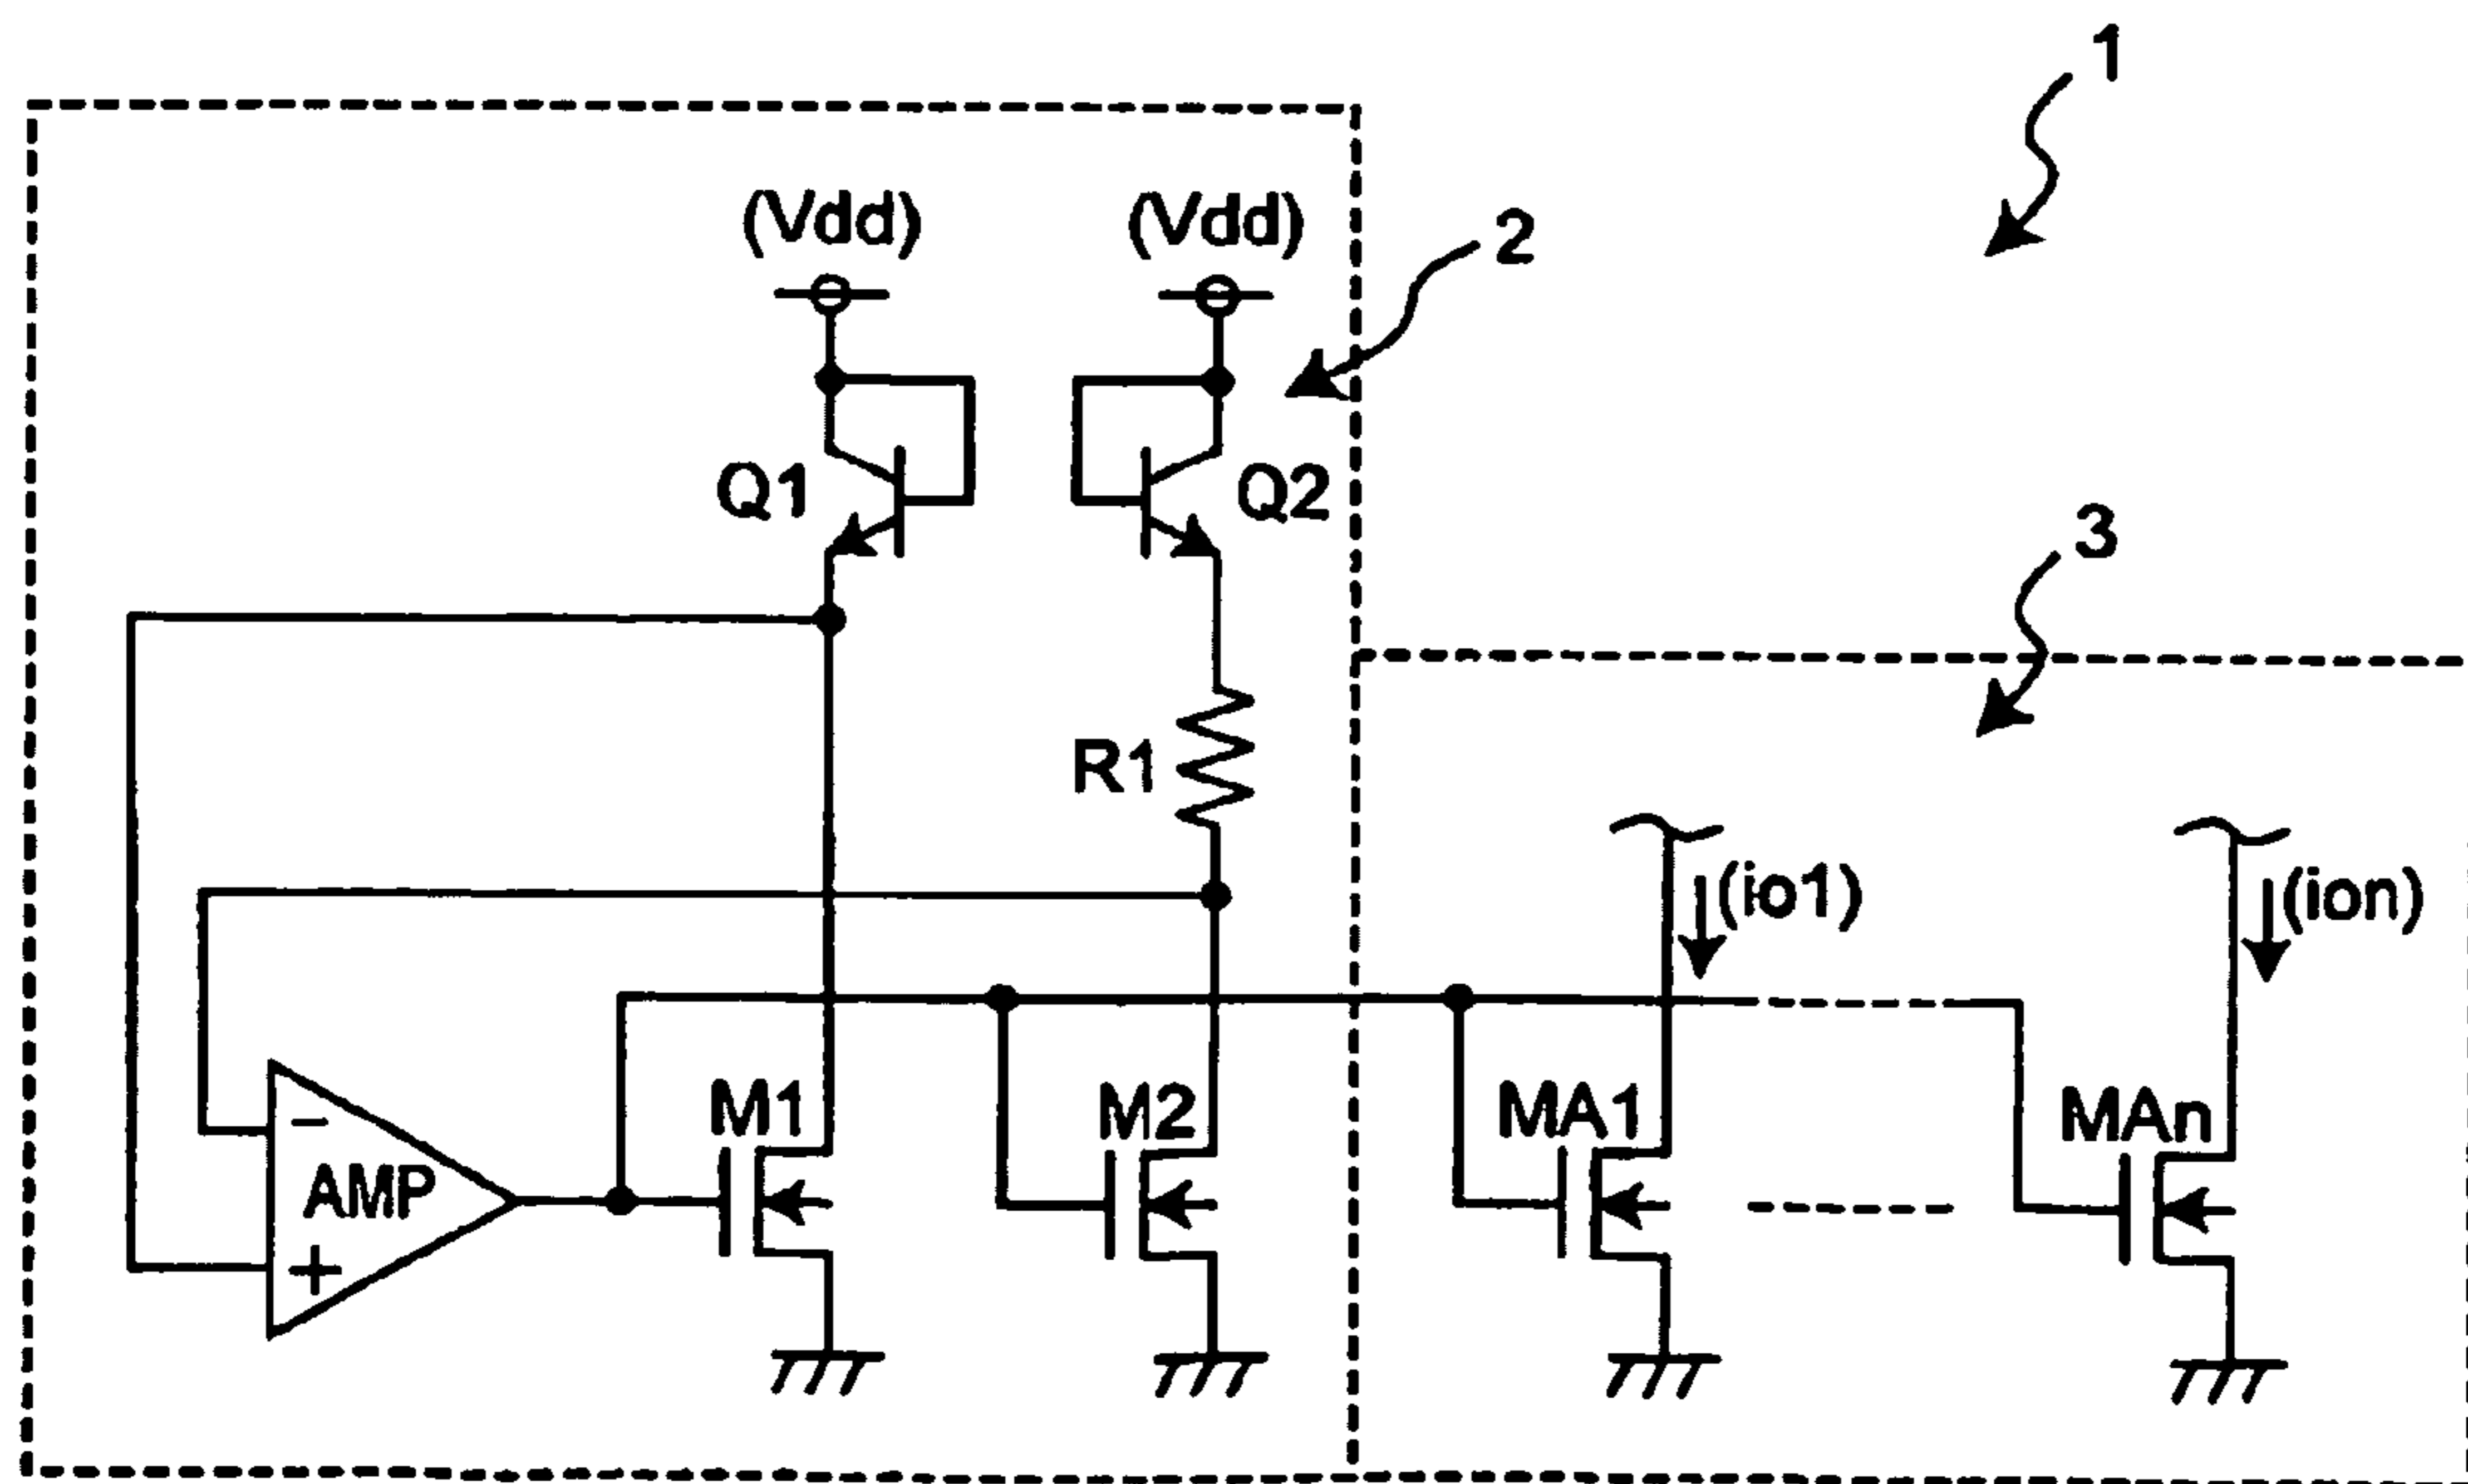 1
(Vdd) (Vdd)
2
Q1 Q2
3
R1
(io1) (ion)
M1 M2 MA1 MAn
-
AMP
+